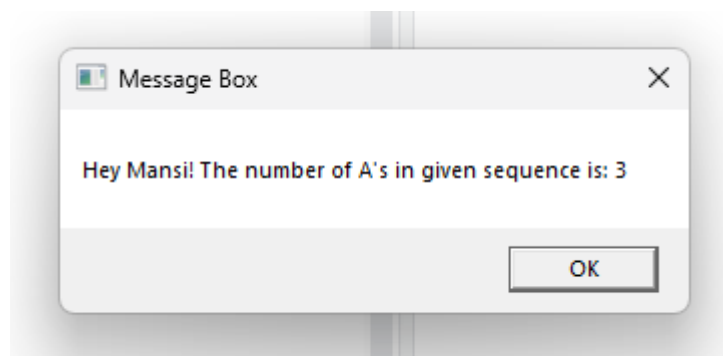 Message Box
Hey Mansi! The number of A's in given sequence is: 3
OK